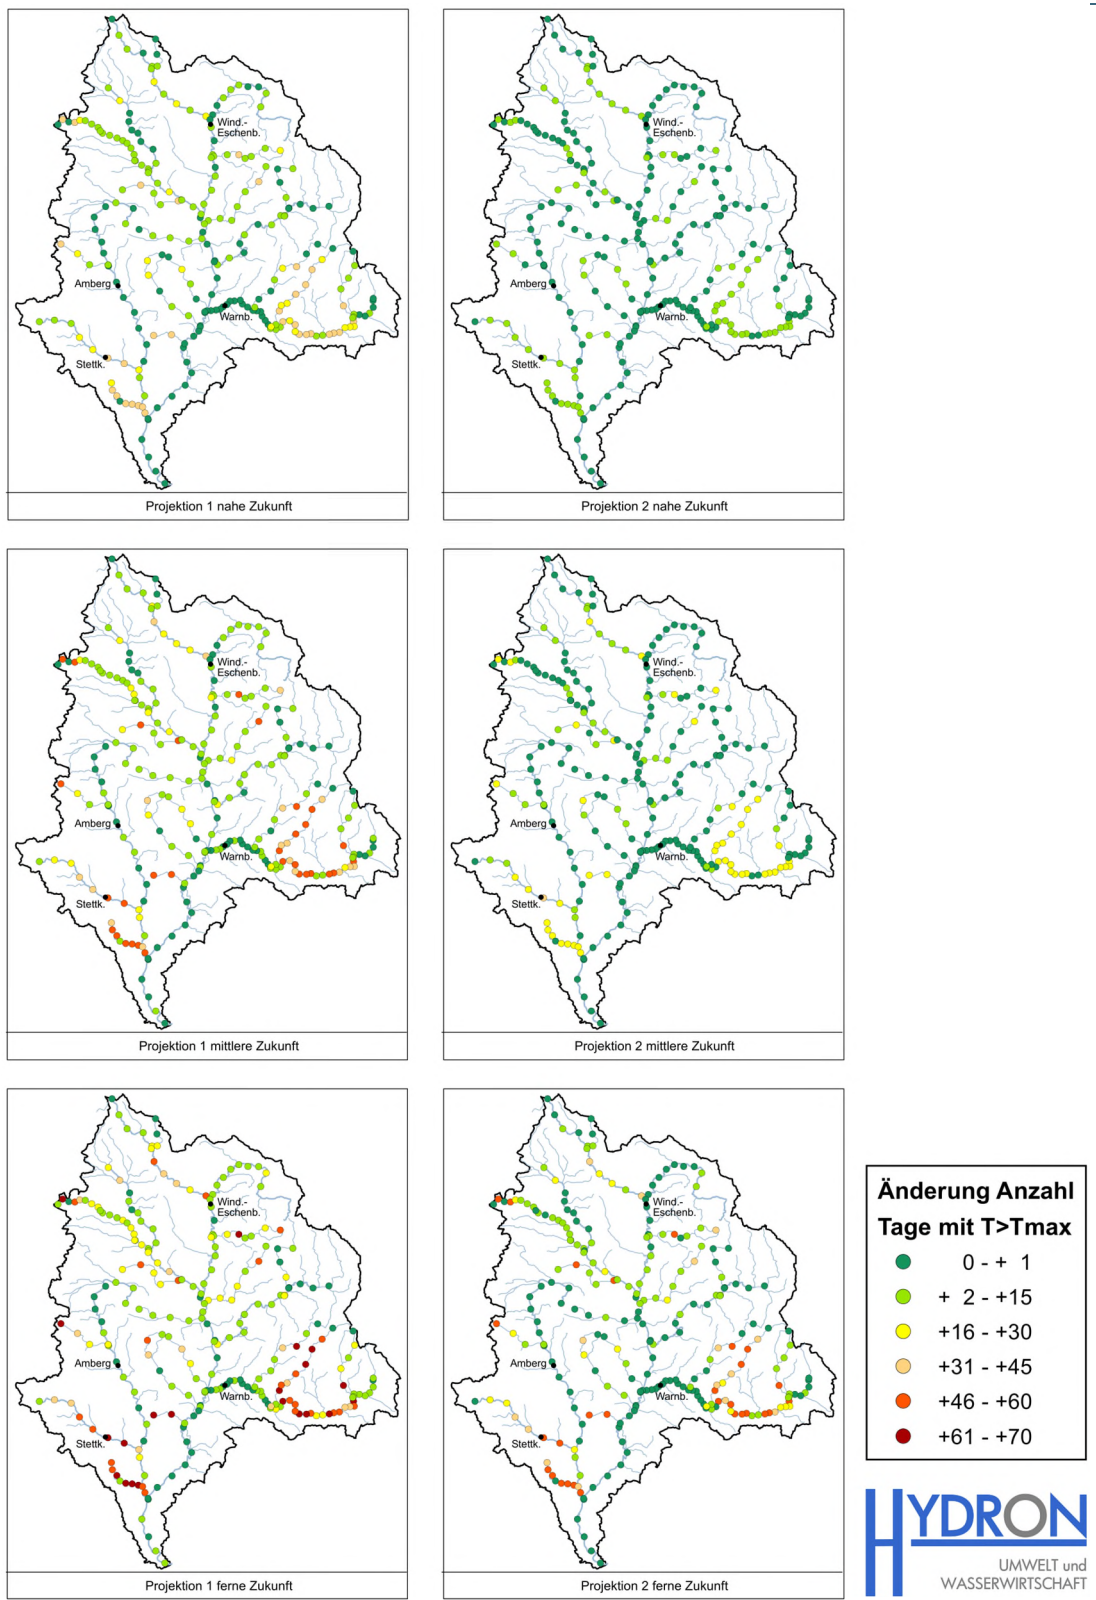 Wind.-
Eschenb.
Amberg
Warnb.
Stettk.
Projektion 1 nahe Zukunft
Wind.-
Eschenb.
Amberg
Warnb.
Stettk.
Projektion 2 nahe Zukunft
Wind.-
Eschenb.
Amberg
Warnb.
Stettk.
Projektion 1 mittlere Zukunft
Wind.-
Eschenb.
Amberg
Warnb.
Stettk.
Projektion 2 mittlere Zukunft
Wind.-
Eschenb.
Amberg
Warnb.
Stettk.
Projektion 1 ferne Zukunft
Wind.-
Eschenb.
Amberg
Warnb.
Stettk.
Projektion 2 ferne Zukunft
Änderung Anzahl
Tage mit T>Tmax
0 - + 1
+ 2 - +15
+16 - +30
+31 - +45
+46 - +60
+61 - +70
HYDRON
UMWELT und
WASSERWIRTSCHAFT